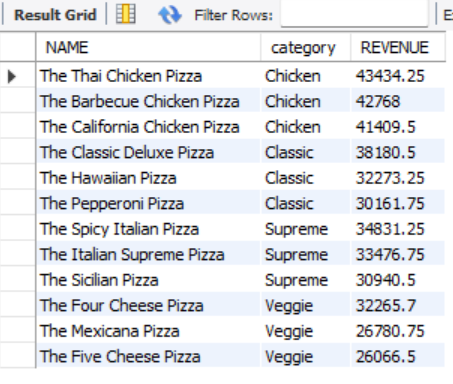 Result Grid Filter Rows: E
NAME category REVENUE
The Thai Chicken Pizza Chicken 43434.25
The Barbecue Chicken Pizza Chicken 42768
The California Chicken Pizza Chicken 41409.5
The Classic Deluxe Pizza Classic 38180.5
The Hawaiian Pizza Classic 32273.25
The Pepperoni Pizza Classic 30161.75
The Spicy Italian Pizza Supreme 34831.25
The Italian Supreme Pizza Supreme 33476.75
The Sicilian Pizza Supreme 30940.5
The Four Cheese Pizza Veggie 32265.7
The Mexicana Pizza Veggie 26780.75
The Five Cheese Pizza Veggie 26066.5